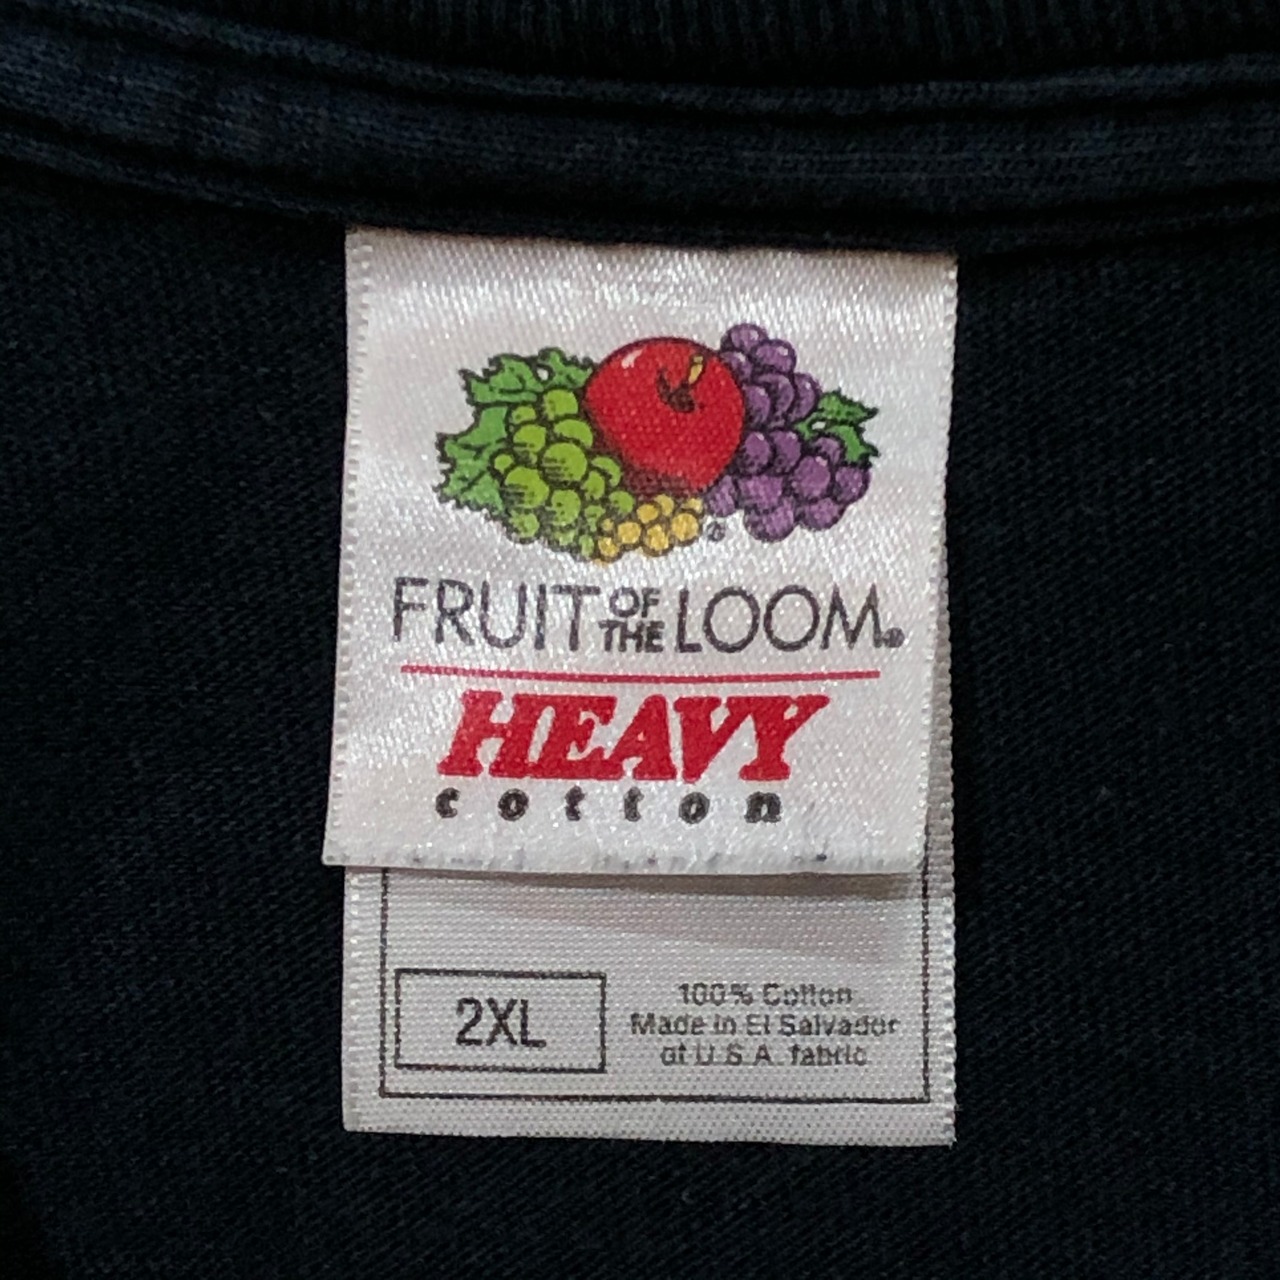 FRUIT OF THE LOOM®
HEAVY
cotton
2XL
100% Cotton
Made in El Salvador
of U.S.A. fabric